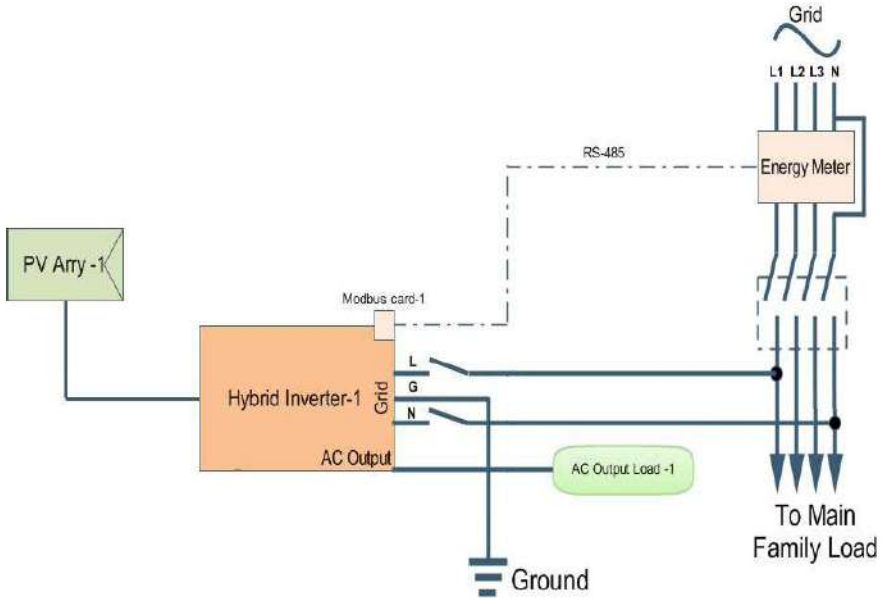 Grid
L1 L2 L3 N
RS-485
Energy Meter
PV Arry -1
Modbus card-1
L
Hybrid Inverter-1
Grid
G
N
AC Output
AC Output Load -1
To Main
Family Load
Ground